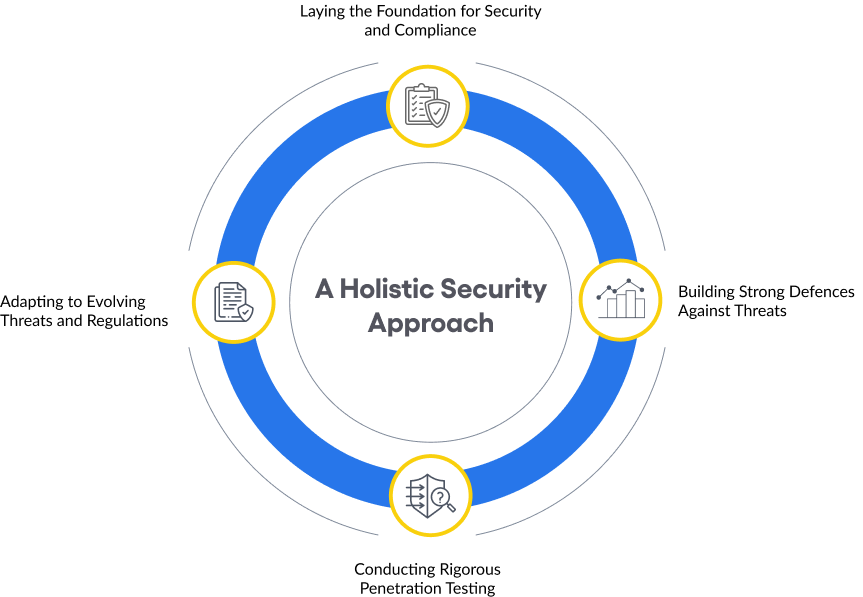 Laying the Foundation for Security
and Compliance
A Holistic Security
Approach
Building Strong Defences
Against Threats
Conducting Rigorous
Penetration Testing
Adapting to Evolving
Threats and Regulations
?